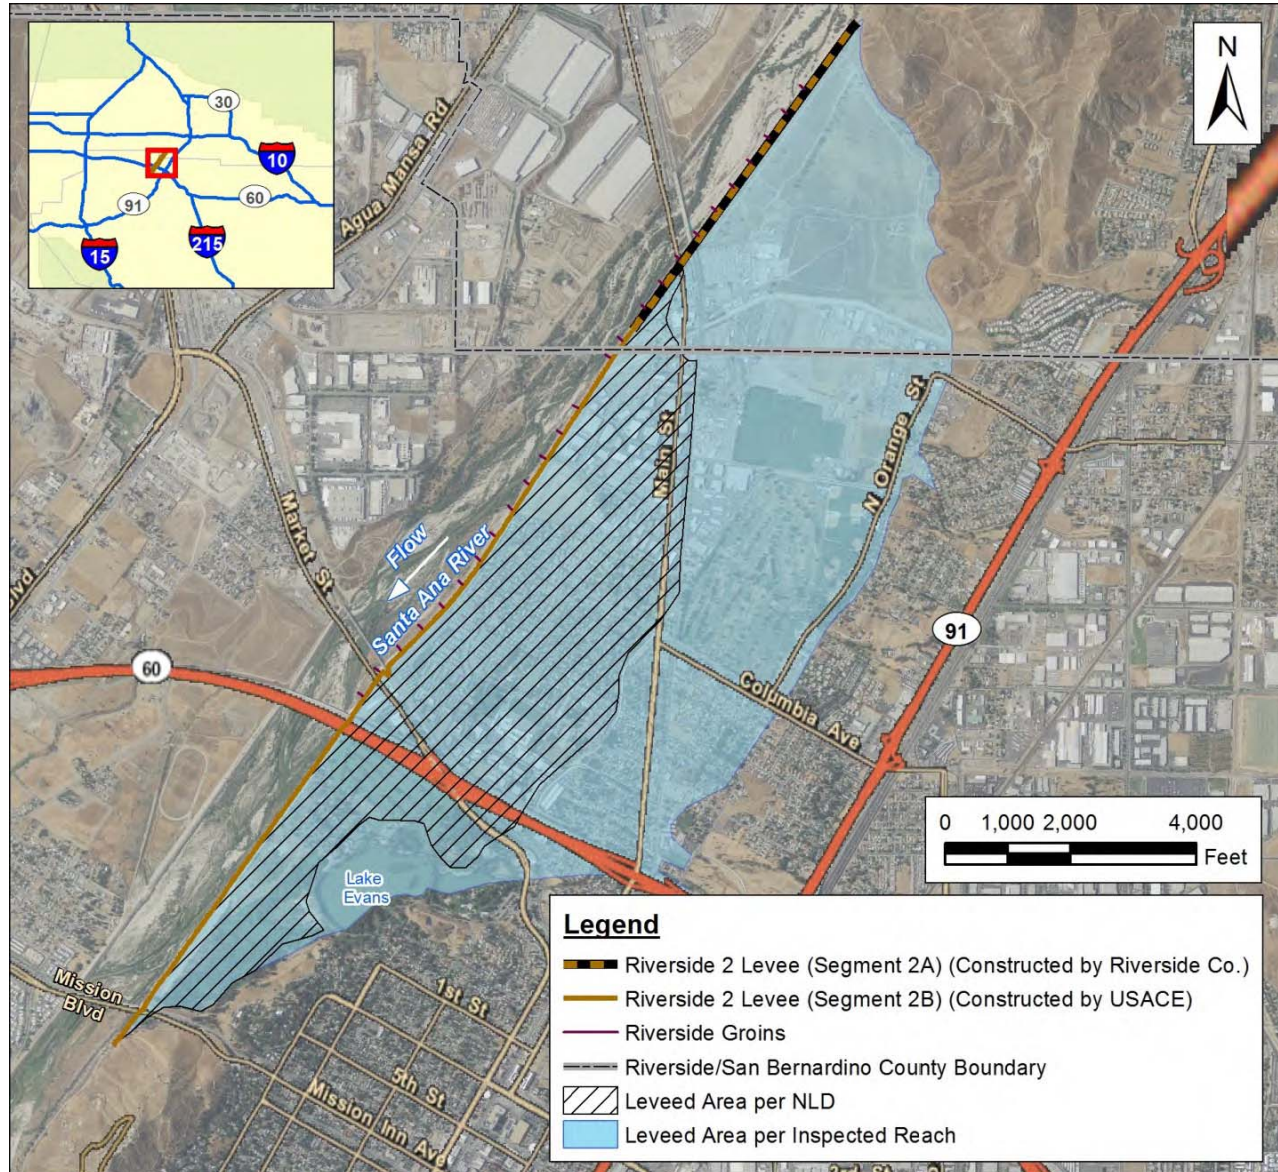 30
10
91
60
15
215
N
Agua Mansa Rd
Main St
N Orange St
Market St
Flow
Santa Ana River
lvd
60
91
Columbia Ave
0 1,000 2,000 4,000
Feet
Lake
Evans
Mission
Blvd
1st St
5th St
Mission Inn Ave
Legend
Riverside 2 Levee (Segment 2A) (Constructed by Riverside Co.)
Riverside 2 Levee (Segment 2B) (Constructed by USACE)
Riverside Groins
Riverside/San Bernardino County Boundary
Leveed Area per NLD
Leveed Area per Inspected Reach